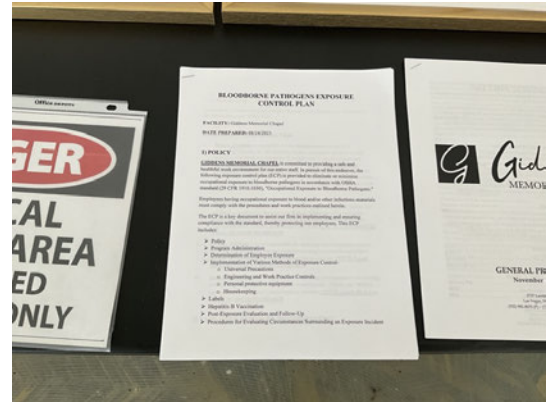 Office DEPOT
GER
CAL
AREA
ED
ONLY
BLOODBORNE PATHOGENS EXPOSURE
CONTROL PLAN
FACILITY: Giddens Memorial Chapel
DATE PREPARED:
1) POLICY
GIDDENS MEMORIAL CHAPEL is committed to providing a safe and
healthful work environment for our entire staff. In pursuit of this endeavor, the
following exposure control plan (ECP) is provided to eliminate or minimize
occupational exposure to bloodborne pathogens in accordance with OSHA
standard (29 CFR 1910.1030), "Occupational Exposure to Bloodborne Pathogens."
Employees having occupational exposure to blood and/or other infectious materials
must comply with the procedures and work practices outlined herein.
The ECP is a key document to assist our firm in implementing and ensuring
compliance with the standard, thereby protecting our employees. This ECP
includes:
➢ Policy
➢ Program Administration
➢ Determination of Employee Exposure
➢ Implementation of Various Methods of Exposure Control:
o Universal Precautions
o Engineering and Work Practice Controls
o Personal protective equipment
o Housekeeping
➢ Labels
➢ Hepatitis B Vaccination
➢ Post-Exposure Evaluation and Follow-Up
➢ Procedures for Evaluating Circumstances Surrounding an Exposure Incident
G Gid
MEMOR
GENERAL PR
November